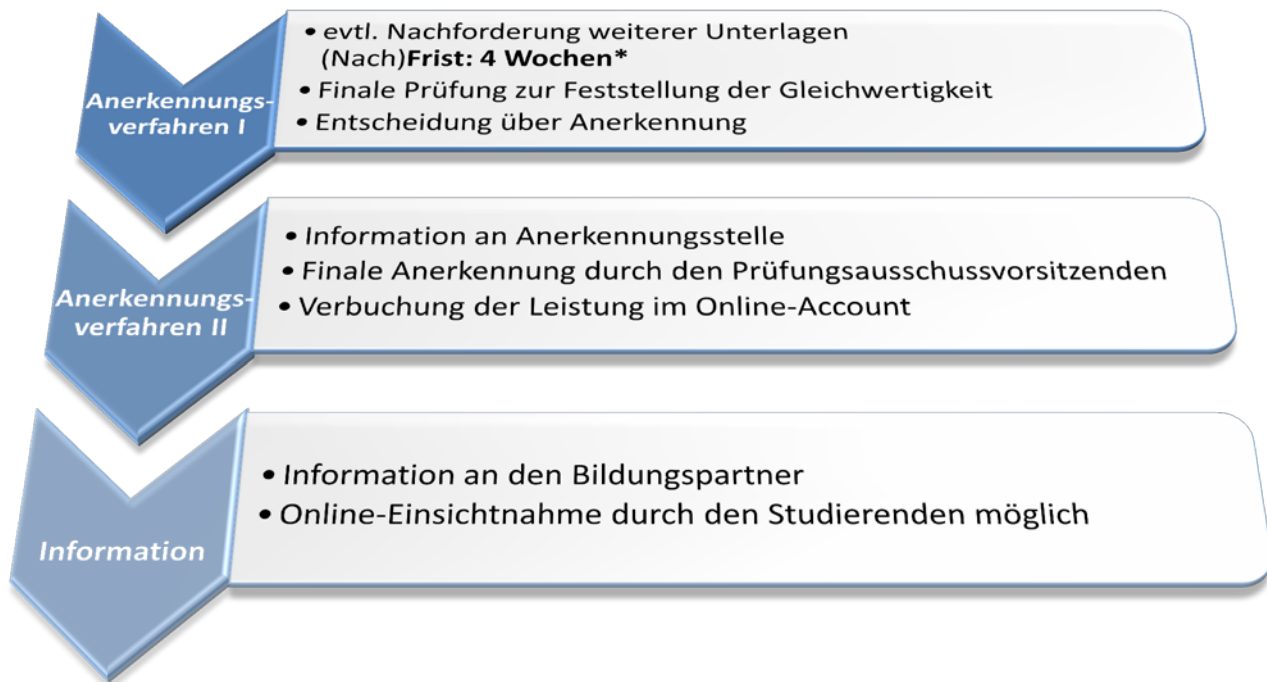 Anerkennungs-
verfahren I
• evtl. Nachforderung weiterer Unterlagen
(Nach)Frist: 4 Wochen*
• Finale Prüfung zur Feststellung der Gleichwertigkeit
• Entscheidung über Anerkennung
Anerkennungs-
verfahren II
• Information an Anerkennungsstelle
• Finale Anerkennung durch den Prüfungsausschussvorsitzenden
• Verbuchung der Leistung im Online-Account
Information
• Information an den Bildungspartner
• Online-Einsichtnahme durch den Studierenden möglich